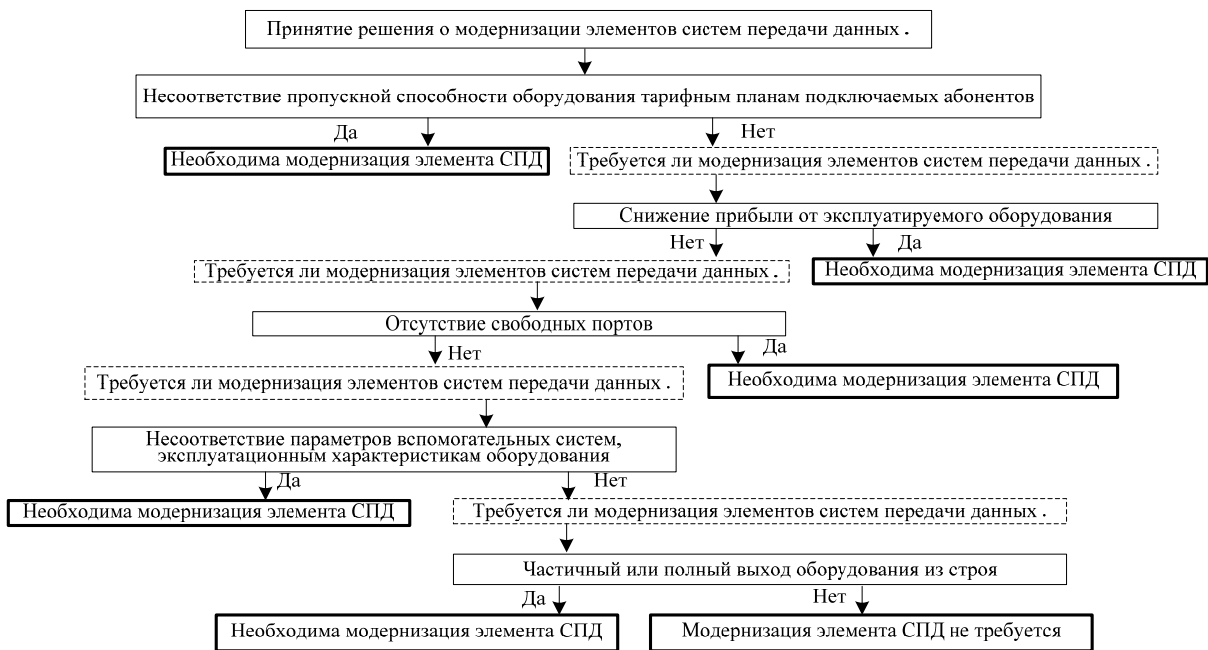 Принятие решения о модернизации элементов систем передачи данных .
Несоответствие пропускной способности оборудования тарифным планам подключаемых абонентов
Да
Нет
Необходима модернизация элемента СПД
Требуется ли модернизация элементов систем передачи данных .
Снижение прибыли от эксплуатируемого оборудования
Нет
Да
Требуется ли модернизация элементов систем передачи данных .
Необходима модернизация элемента СПД
Отсутствие свободных портов
Нет
Да
Требуется ли модернизация элементов систем передачи данных .
Необходима модернизация элемента СПД
Несоответствие параметров вспомогательных систем,
эксплуатационным характеристикам оборудования
Да
Нет
Необходима модернизация элемента СПД
Требуется ли модернизация элементов систем передачи данных .
Частичный или полный выход оборудования из строя
Да
Нет
Необходима модернизация элемента СПД
Модернизация элемента СПД не требуется